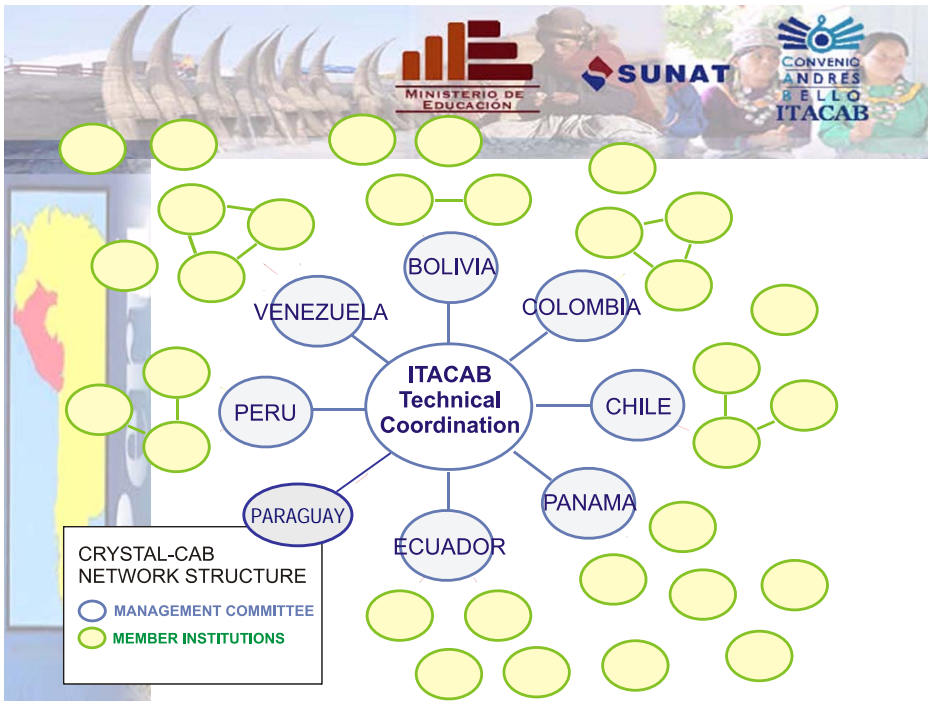 MINISTERIO DE
EDUCACIÓN
SUNAT
CONVENIO
ANDRES
BELLO
ITACAB
BOLIVIA
VENEZUELA
COLOMBIA
ITACAB
Technical
Coordination
PERU
CHILE
PARAGUAY
PANAMA
ECUADOR
CRYSTAL-CAB
NETWORK STRUCTURE
MANAGEMENT COMMITTEE
MEMBER INSTITUTIONS